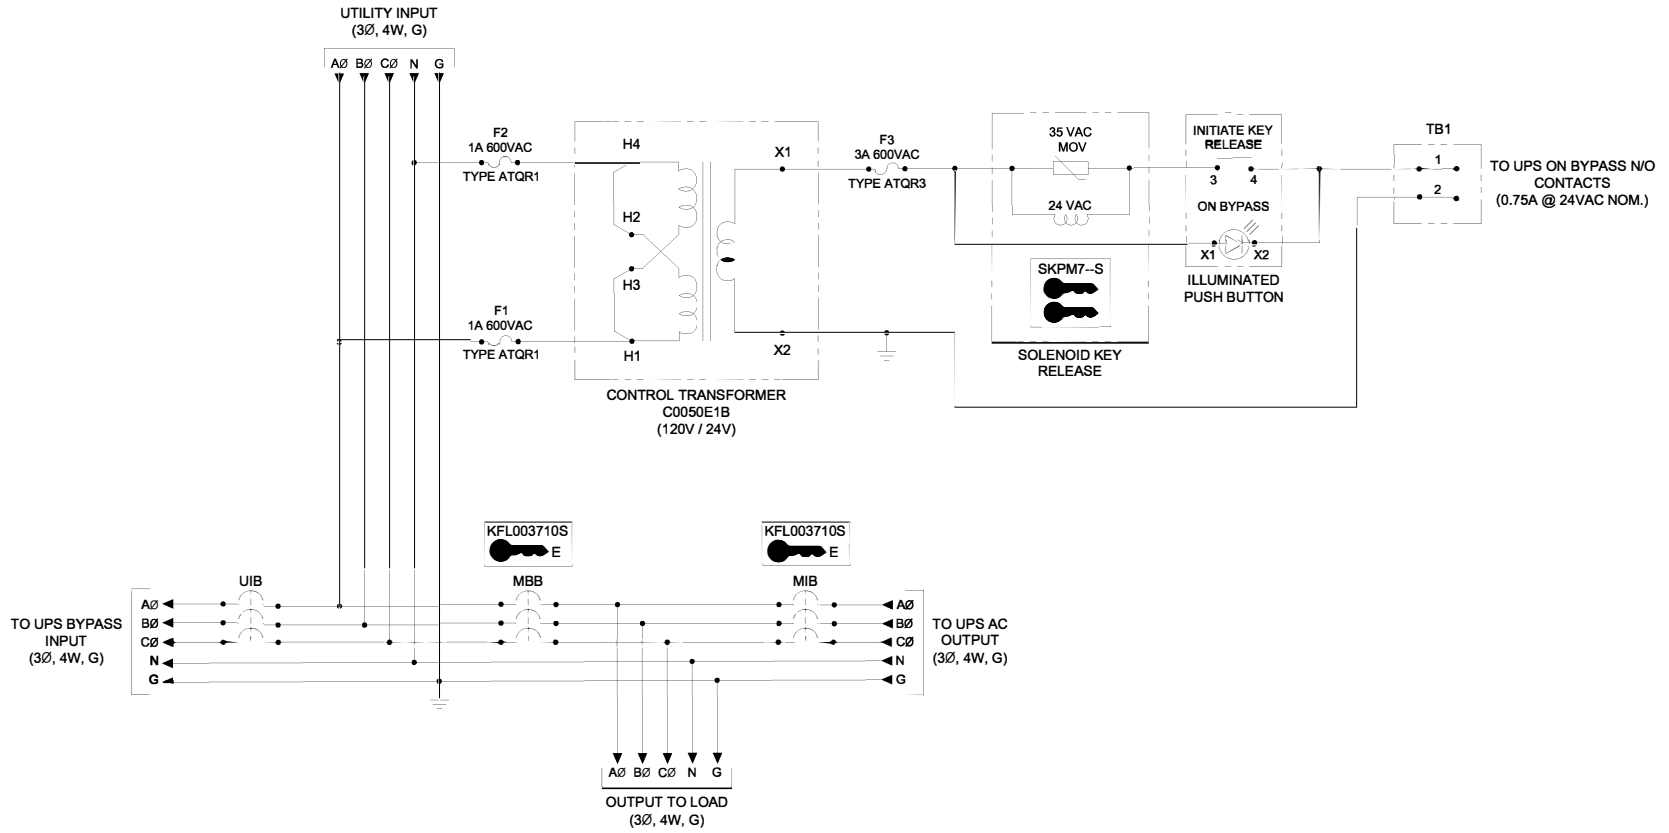 UTILITY INPUT
(3Ø, 4W, G)
AØ BØ CØ N G
F2
1A 600VAC
TYPE ATQR1
F1
1A 600VAC
TYPE ATQR1
H4
H2
H3
H1
X1
X2
CONTROL TRANSFORMER
C0050E1B
(120V / 24V)
F3
3A 600VAC
TYPE ATQR3
35 VAC
MOV
24 VAC
SKPM7--S
SOLENOID KEY
RELEASE
INITIATE KEY
RELEASE
3 4
ON BYPASS
X1 X2
ILLUMINATED
PUSH BUTTON
TB1
1
2
TO UPS ON BYPASS N/O
CONTACTS
(0.75A @ 24VAC NOM.)
KFL003710S
E
KFL003710S
E
UIB
MBB
MIB
TO UPS BYPASS
INPUT
(3Ø, 4W, G)
AØ
BØ
CØ
N
G
AØ
BØ
CØ
N
G
TO UPS AC
OUTPUT
(3Ø, 4W, G)
AØ BØ CØ N G
OUTPUT TO LOAD
(3Ø, 4W, G)